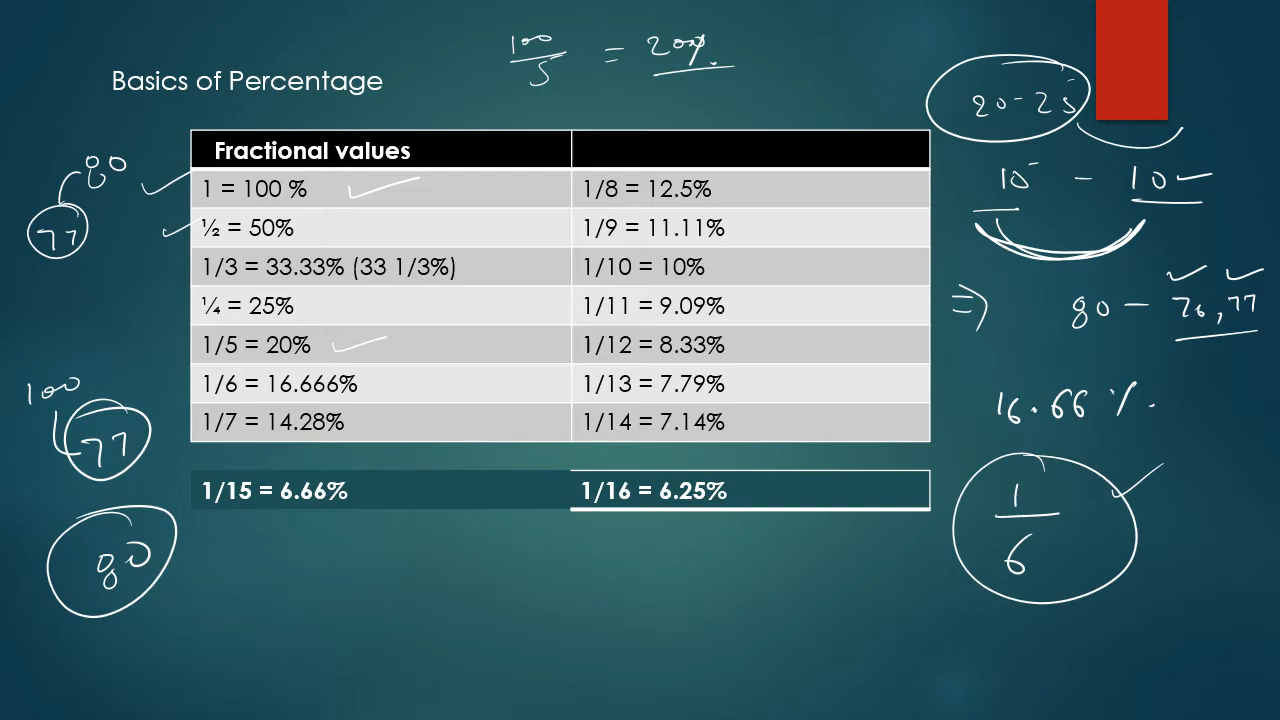 100/5 = 20%
Basics of Percentage
20-25
Fractional values
80
1 = 100 %
1/8 = 12.5%
10 - 10
77
½ = 50%
1/9 = 11.11%
1/3 = 33.33% (33 1/3%)
1/10 = 10%
¼ = 25%
1/11 = 9.09%
=> 80 - 76, 77
1/5 = 20%
1/12 = 8.33%
1/6 = 16.666%
1/13 = 7.79%
100
16.66 %.
1/7 = 14.28%
1/14 = 7.14%
77
1/15 = 6.66%
1/16 = 6.25%
1/6
80